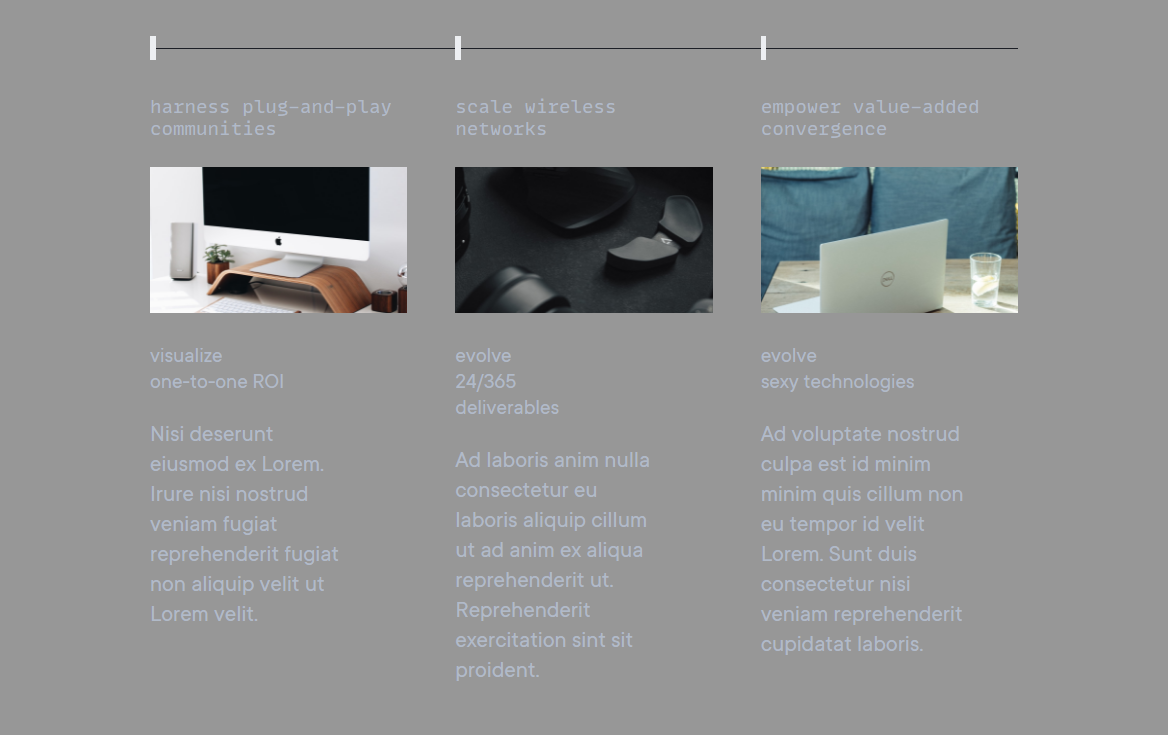 harness plug-and-play
communities
visualize
one-to-one ROI
Nisi deserunt
eiusmod ex Lorem.
Irure nisi nostrud
veniam fugiat
reprehenderit fugiat
non aliquip velit ut
Lorem velit.
scale wireless
networks
evolve
24/365
deliverables
Ad laboris anim nulla
consectetur eu
laboris aliquip cillum
ut ad anim ex aliqua
reprehenderit ut.
Reprehenderit
exercitation sint sit
proident.
empower value-added
convergence
DELL
evolve
sexy technologies
Ad voluptate nostrud
culpa est id minim
minim quis cillum non
eu tempor id velit
Lorem. Sunt duis
consectetur nisi
veniam reprehenderit
cupidatat laboris.